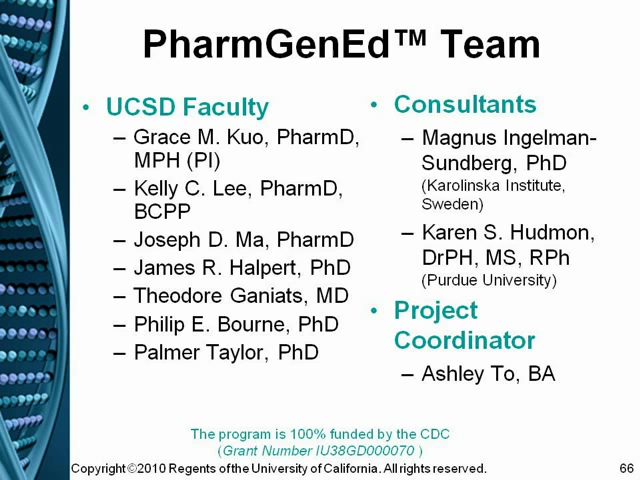 PharmGenEd™ Team
• UCSD Faculty
– Grace M. Kuo, PharmD,
MPH (PI)
– Kelly C. Lee, PharmD,
BCPP
– Joseph D. Ma, PharmD
– James R. Halpert, PhD
– Theodore Ganiats, MD
– Philip E. Bourne, PhD
– Palmer Taylor, PhD
• Consultants
– Magnus Ingelman-
Sundberg, PhD
(Karolinska Institute,
Sweden)
– Karen S. Hudmon,
DrPH, MS, RPh
(Purdue University)
• Project
Coordinator
– Ashley To, BA
The program is 100% funded by the CDC
(Grant Number IU38GD000070 )
Copyright ©2010 Regents of the University of California. All rights reserved. 66